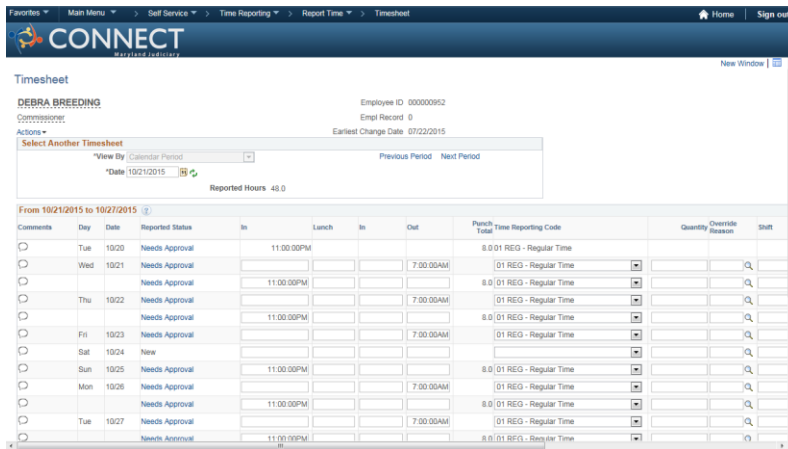 Favorites Main Menu > Self Service > Time Reporting > Report Time > Timesheet Home Sign out
CONNECT
Maryland Judiciary
New Window
Timesheet
DEBRA BREEDING Employee ID 000000952
Commissioner Empl Record 0
Actions Earliest Change Date 07/22/2015
Select Another Timesheet
*View By Calendar Period Previous Period Next Period
*Date 10/21/2015
Reported Hours 48.0
From 10/21/2015 to 10/27/2015
Comments Day Date Reported Status In Lunch In Out Punch Total Time Reporting Code Quantity Override Reason Shift
Tue 10/20 Needs Approval 11:00:00PM 8.0 01 REG - Regular Time
Wed 10/21 Needs Approval 7:00:00AM 01 REG - Regular Time
Needs Approval 11:00:00PM 8.0 01 REG - Regular Time
Thu 10/22 Needs Approval 7:00:00AM 01 REG - Regular Time
Needs Approval 11:00:00PM 8.0 01 REG - Regular Time
Fri 10/23 Needs Approval 7:00:00AM 01 REG - Regular Time
Sat 10/24 New
Sun 10/25 Needs Approval 11:00:00PM 8.0 01 REG - Regular Time
Mon 10/26 Needs Approval 7:00:00AM 01 REG - Regular Time
Needs Approval 11:00:00PM 8.0 01 REG - Regular Time
Tue 10/27 Needs Approval 7:00:00AM 01 REG - Regular Time
Needs Approval 11:00:00PM 8.0 01 REG - Regular Time